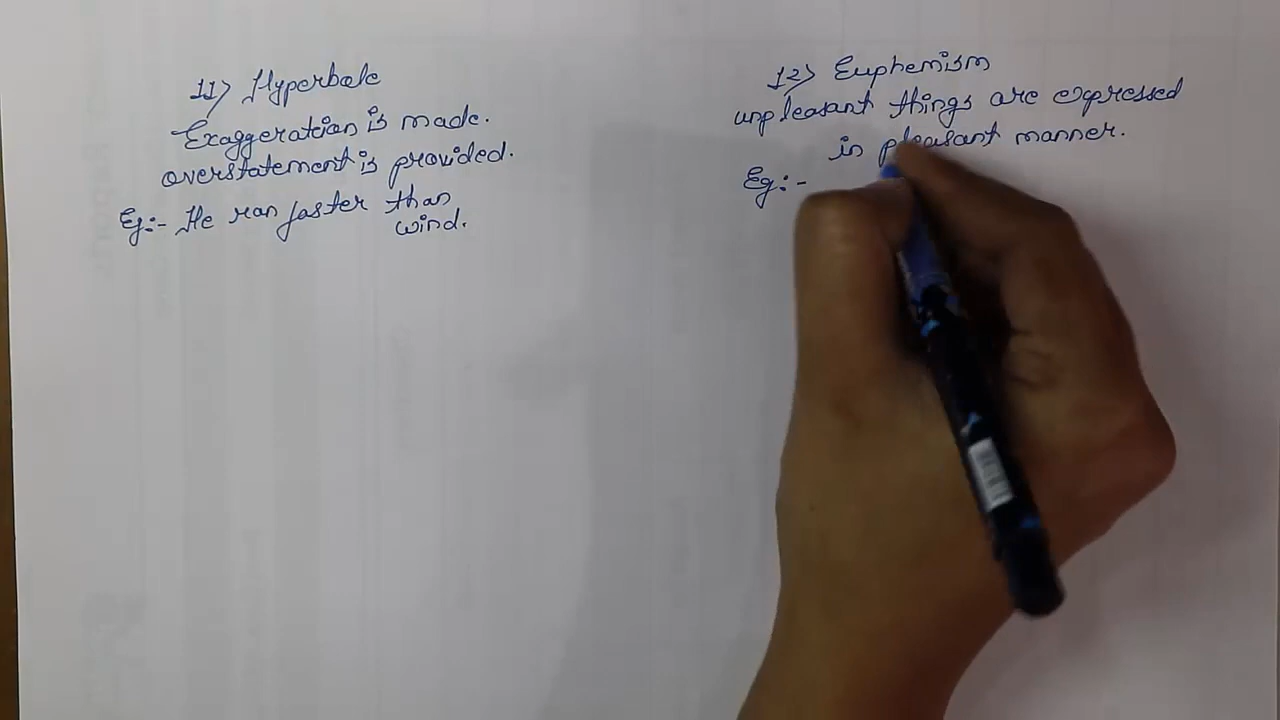 11) Hyperbole
Exaggeration is made.
overstatement is provided.
Eg:- He ran faster than
wind.
12) Euphemism
unpleasant things are expressed
in pleasant manner.
Eg:-